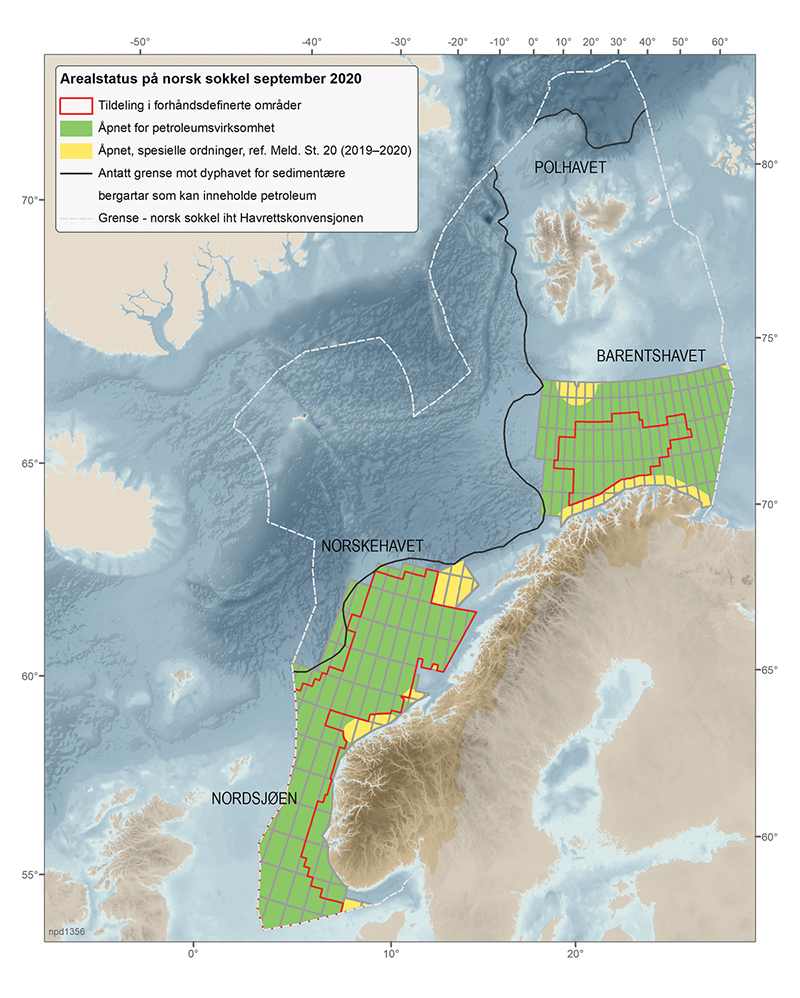 -50° -40° -30° -20° -10° 0° 10° 20° 30° 40° 50° 60°
Arealstatus på norsk sokkel september 2020
Tildeling i forhåndsdefinerte områder
Åpnet for petroleumsvirksomhet
Åpnet, spesielle ordninger, ref. Meld. St. 20 (2019–2020)
Antatt grense mot dyphavet for sedimentære
bergartar som kan inneholde petroleum
Grense - norsk sokkel iht Havrettskonvensjonen
POLHAVET
80°
70°
75°
BARENTSHAVET
65°
70°
NORSKEHAVET
60°
65°
NORDSJØEN
60°
55°
npd1356
0° 10° 20°